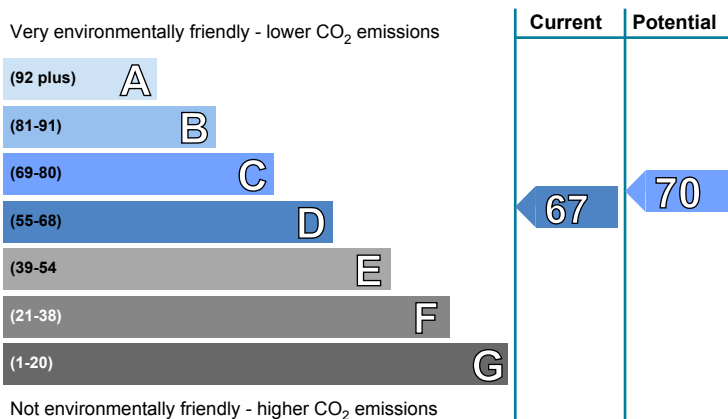 Very environmentally friendly - lower CO2 emissions
Current
Potential
(92 plus) A
(81-91) B
(69-80) C
(55-68) D
(39-54 E
(21-38) F
(1-20) G
67
70
Not environmentally friendly - higher CO2 emissions